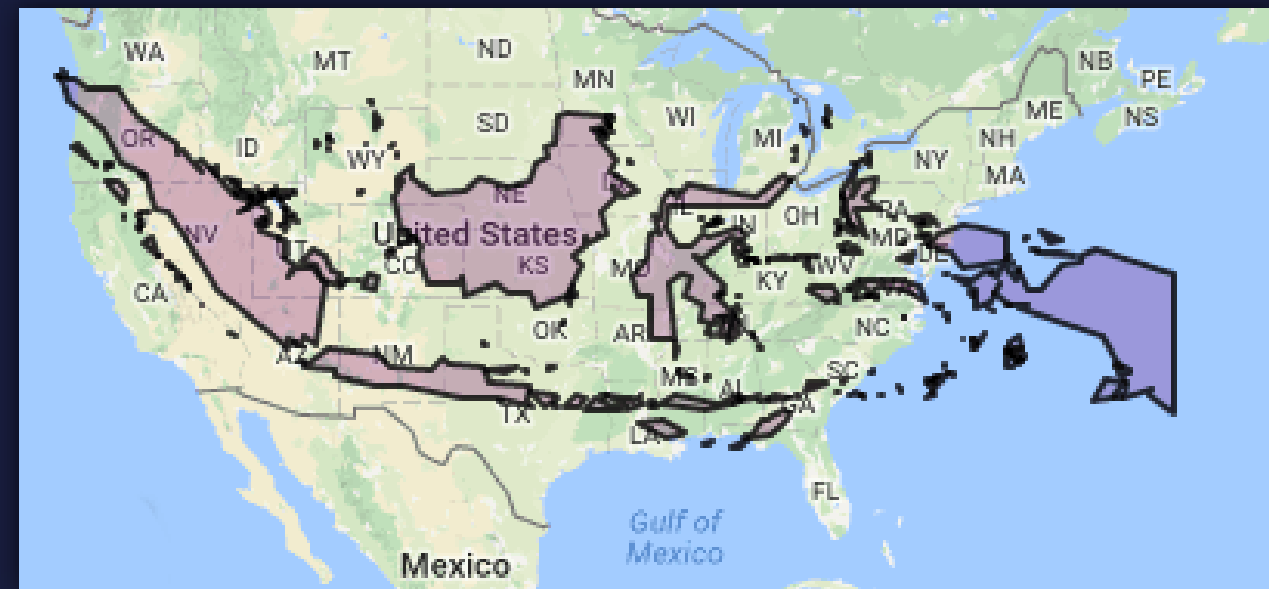 WA
MT
ND
MN
NB
PE
OR
ID
SD
WI
MI
ME
NS
WY
NH
NY
MA
NE
NV
United States
OH
PA
IN
MD
DE
CO
KS
MO
KY
WV
CA
OK
AR
NC
AZ
NM
MS
AL
SC
TX
GA
LA
FL
Gulf of
Mexico
Mexico